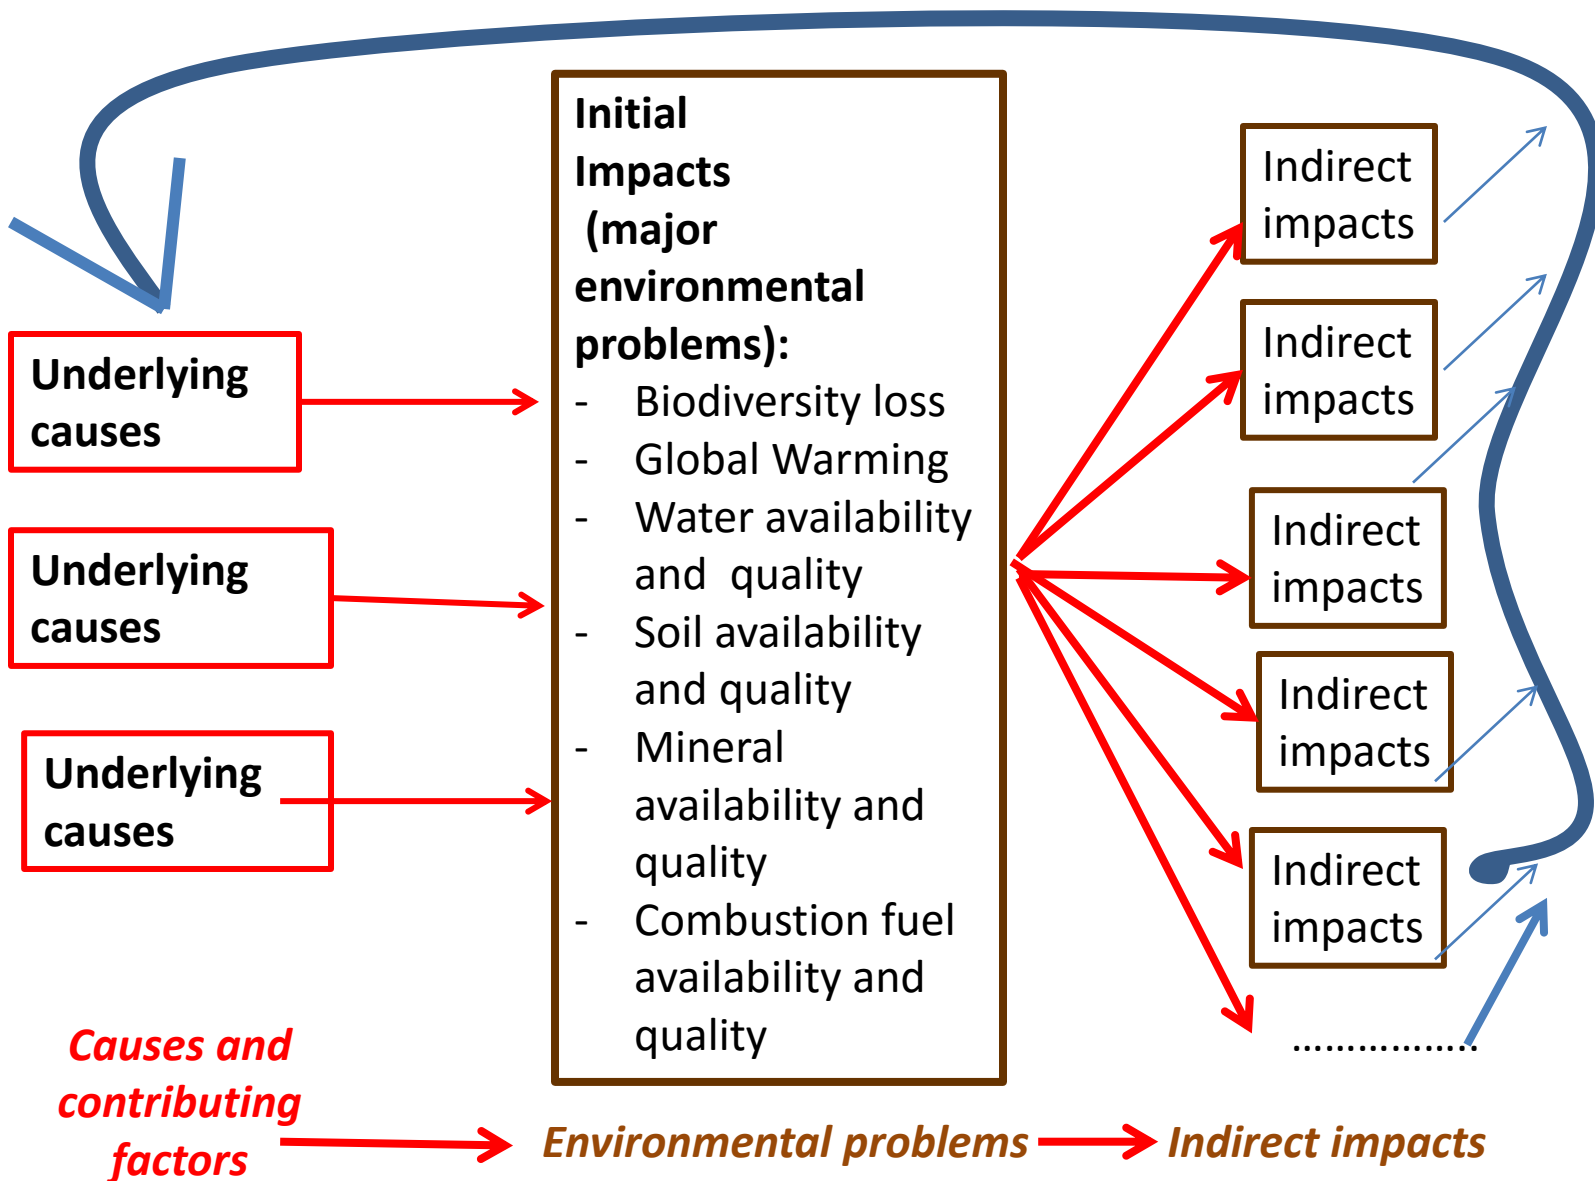 Underlying
causes
Underlying
causes
Underlying
causes
Initial
Impacts
(major
environmental
problems):
- Biodiversity loss
- Global Warming
- Water availability
and quality
- Soil availability
and quality
- Mineral
availability and
quality
- Combustion fuel
availability and
quality
Indirect
impacts
Indirect
impacts
Indirect
impacts
Indirect
impacts
Indirect
impacts
………………..
Causes and
contributing
factors
Environmental problems
Indirect impacts